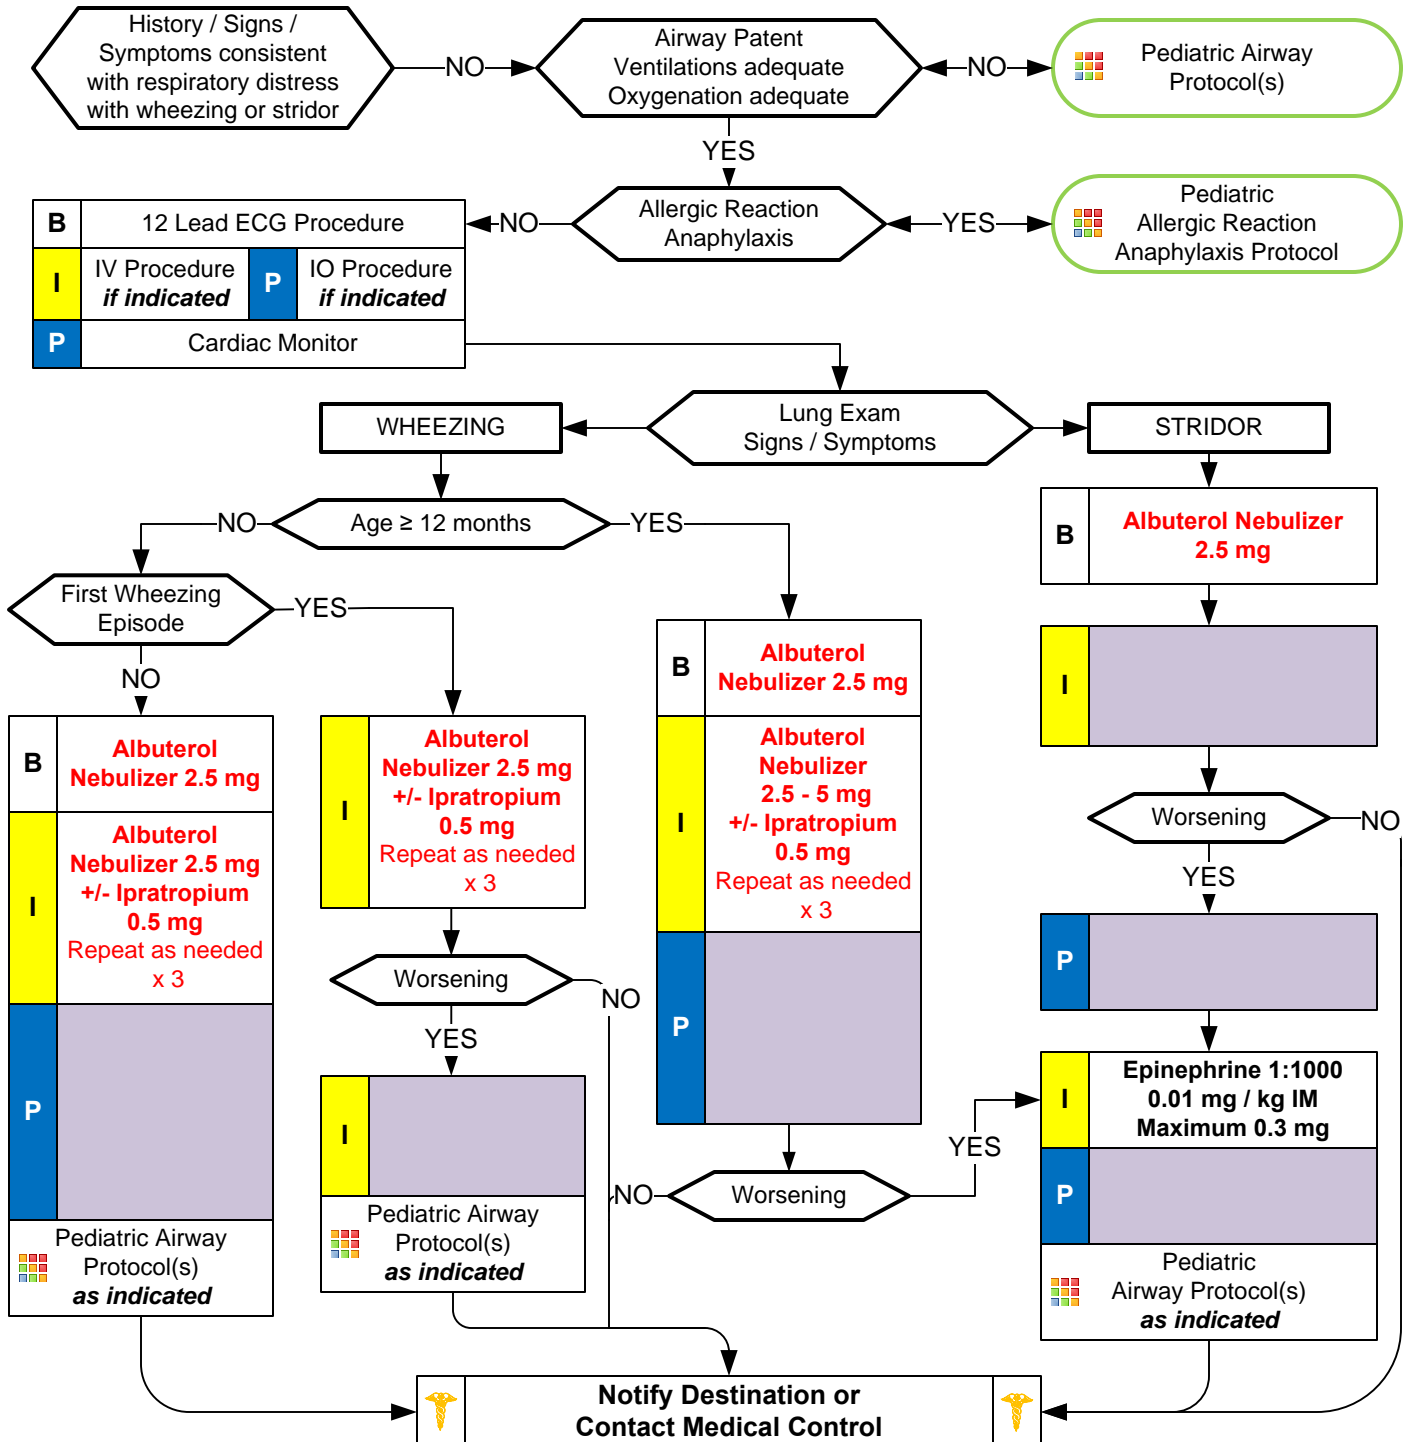 History / Signs /
Symptoms consistent
with respiratory distress
with wheezing or stridor
NO
Airway Patent
Ventilations adequate
Oxygenation adequate
NO
Pediatric Airway
Protocol(s)
YES
B
12 Lead ECG Procedure
NO
Allergic Reaction
Anaphylaxis
YES
Pediatric
Allergic Reaction
Anaphylaxis Protocol
I
IV Procedure
if indicated
P
IO Procedure
if indicated
P
Cardiac Monitor
WHEEZING
Lung Exam
Signs / Symptoms
STRIDOR
NO
Age ≥ 12 months
YES
B
Albuterol Nebulizer
2.5 mg
First Wheezing
Episode
YES
NO
I
B
Albuterol
Nebulizer 2.5 mg
I
Albuterol
Nebulizer
2.5 - 5 mg
+/- Ipratropium
0.5 mg
Repeat as needed
x 3
P
B
Albuterol
Nebulizer 2.5 mg
I
Albuterol
Nebulizer 2.5 mg
+/- Ipratropium
0.5 mg
Repeat as needed
x 3
P
Pediatric Airway
Protocol(s)
as indicated
I
Albuterol
Nebulizer 2.5 mg
+/- Ipratropium
0.5 mg
Repeat as needed
x 3
Worsening
NO
YES
I
Pediatric Airway
Protocol(s)
as indicated
NO
Worsening
YES
Worsening
NO
YES
P
I
Epinephrine 1:1000
0.01 mg / kg IM
Maximum 0.3 mg
P
Pediatric
Airway Protocol(s)
as indicated
Notify Destination or
Contact Medical Control